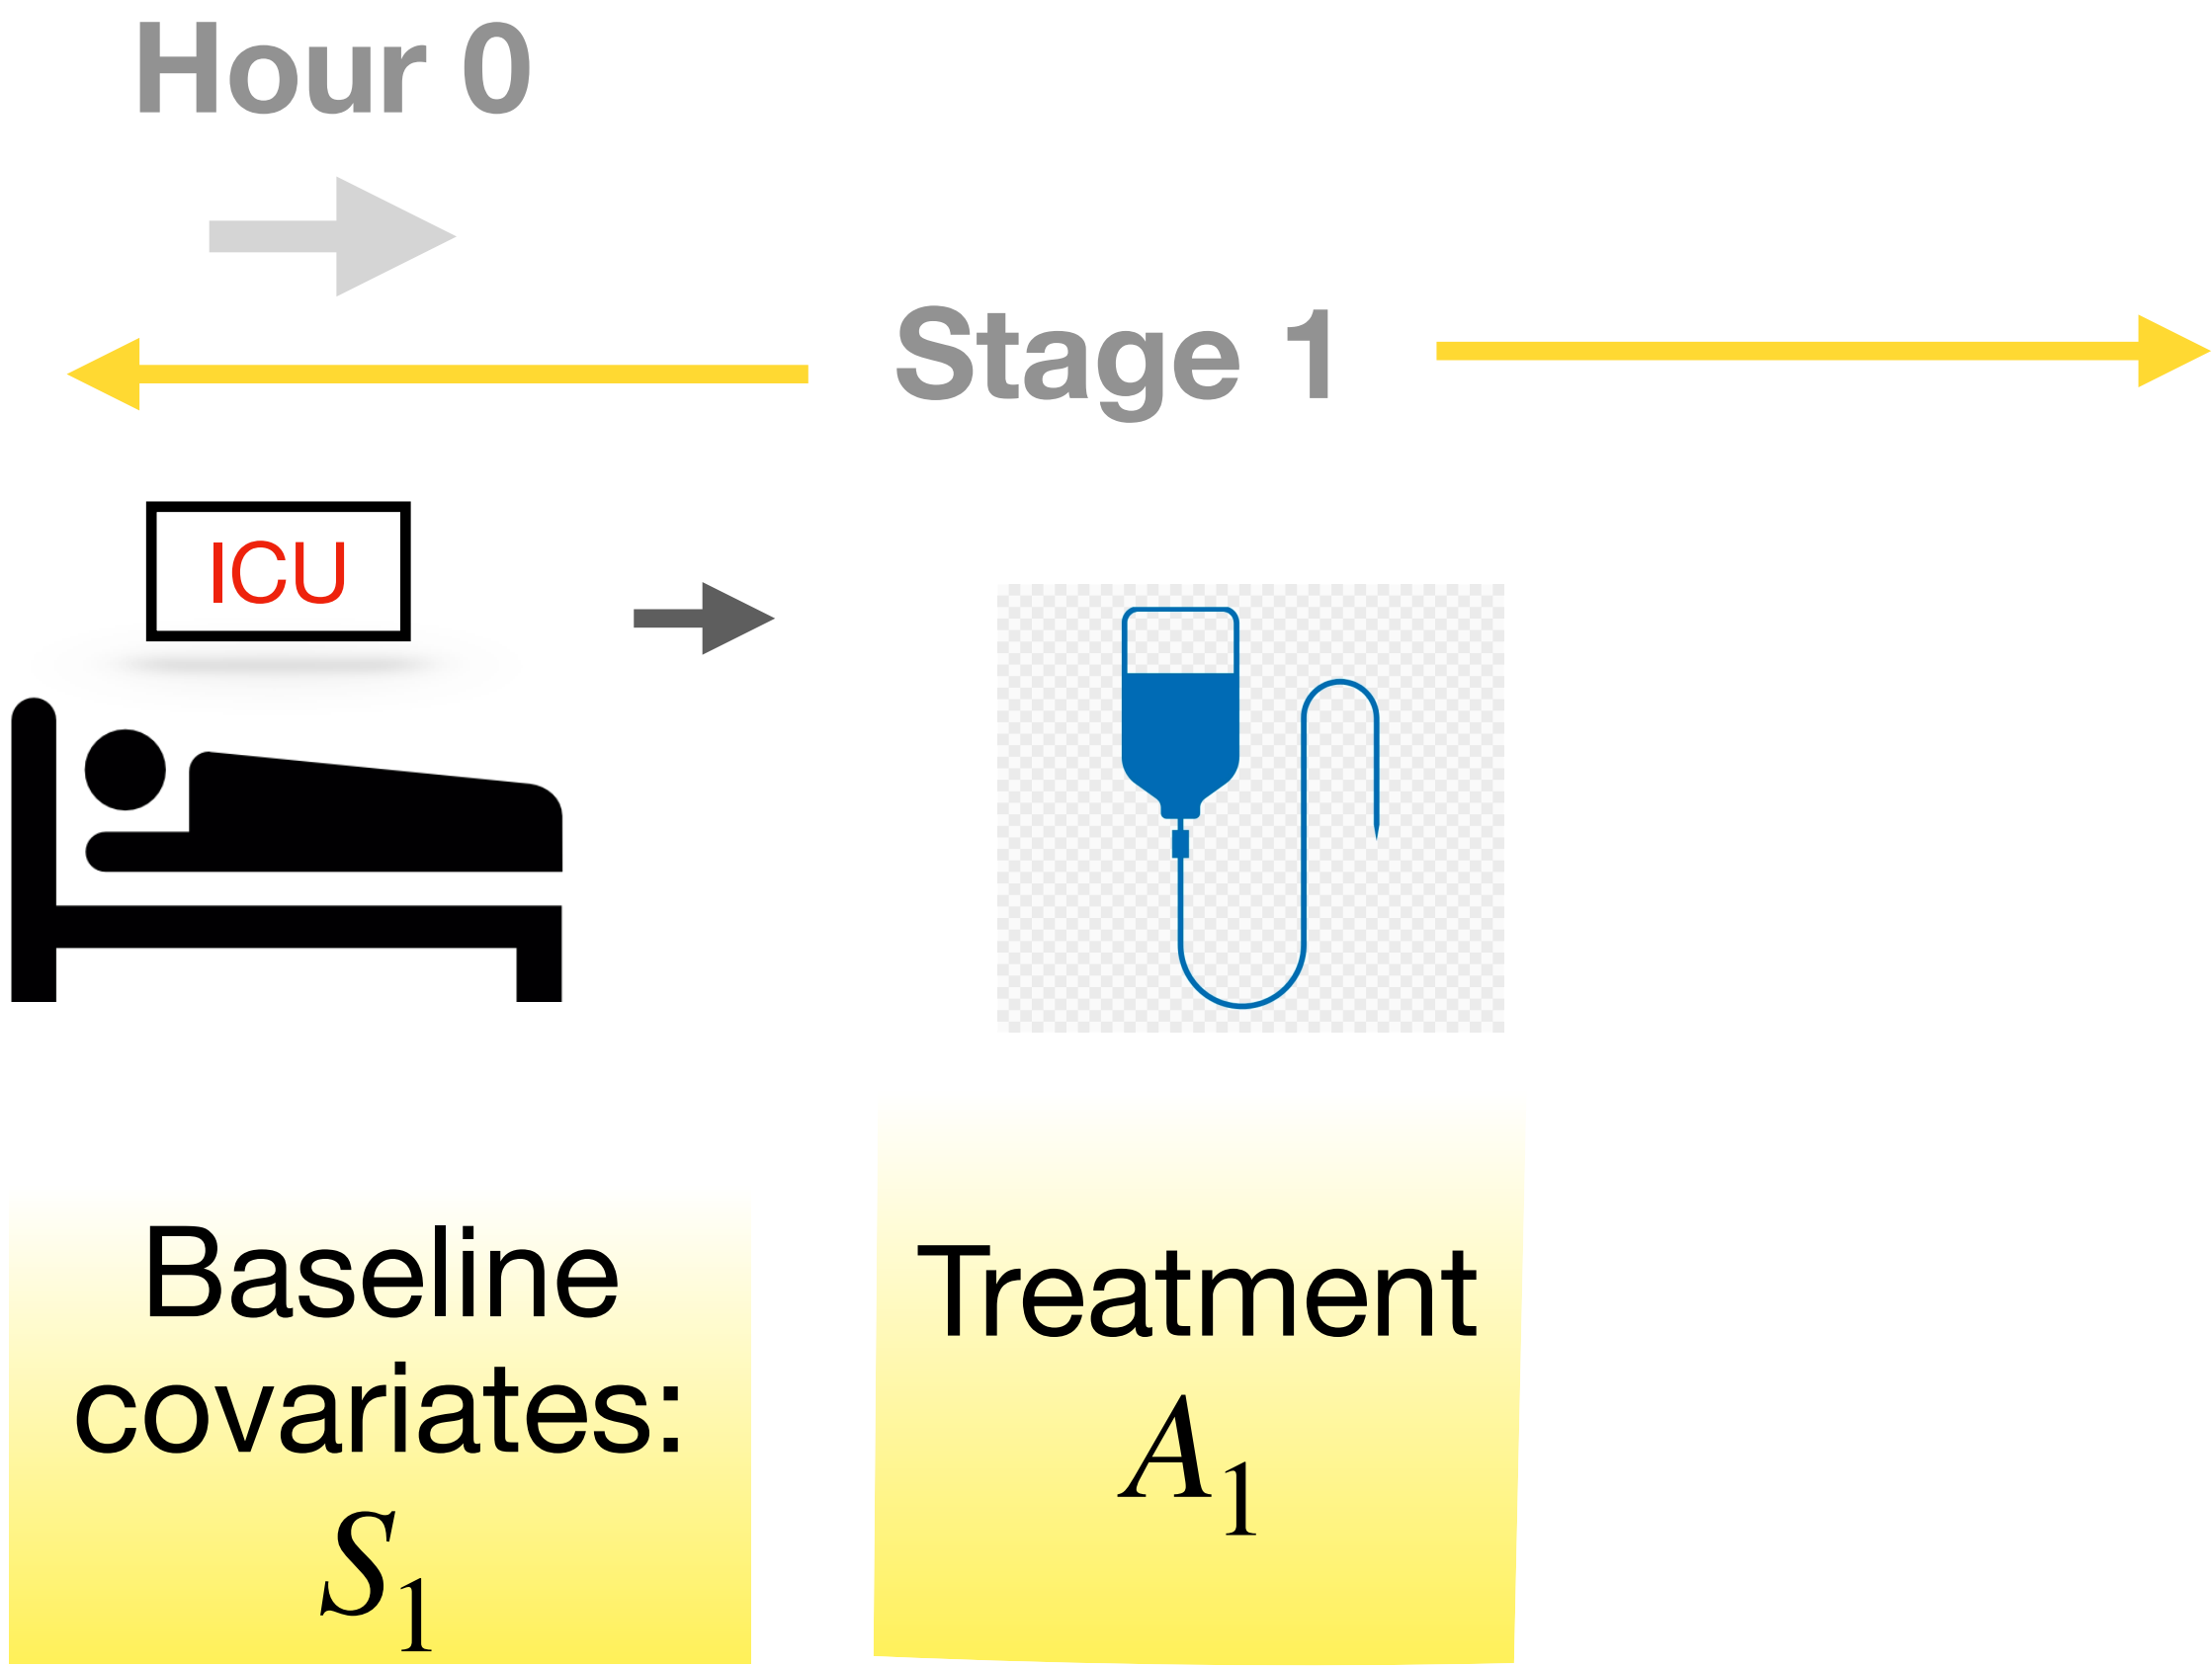 Hour 0
Stage 1
ICU
Baseline
covariates:
S₁
Treatment
A₁